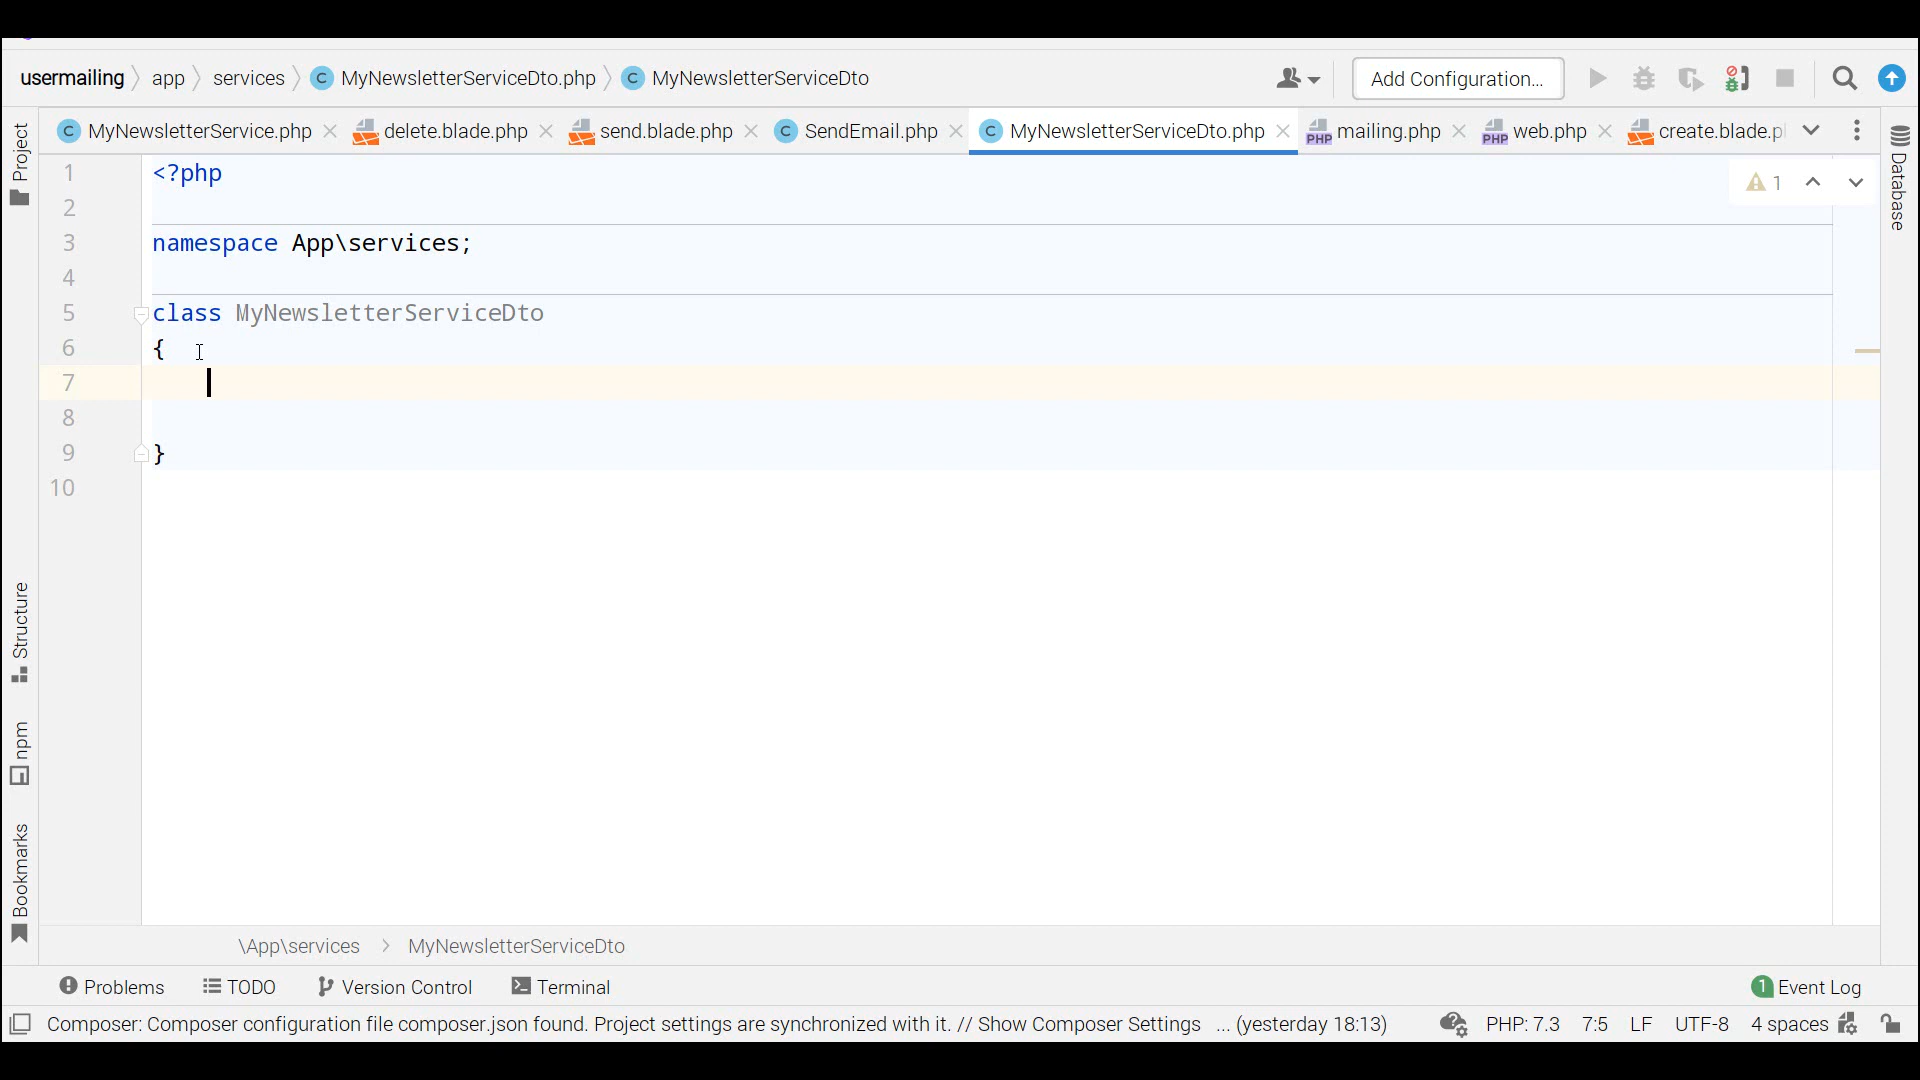 usermailing app services MyNewsletterServiceDto.php MyNewsletterServiceDto Add Configuration...
MyNewsletterService.php delete.blade.php send.blade.php SendEmail.php MyNewsletterServiceDto.php mailing.php web.php create.blade.p
Project
Database
1 <?php
1
2
3 namespace App\services;
4
5 class MyNewsletterServiceDto
6 {
7
8
9 }
10
Structure
npm
Bookmarks
\App\services MyNewsletterServiceDto
Problems TODO Version Control Terminal 1 Event Log
Composer: Composer configuration file composer.json found. Project settings are synchronized with it. // Show Composer Settings ... (yesterday 18:13) PHP: 7.3 7:5 LF UTF-8 4 spaces